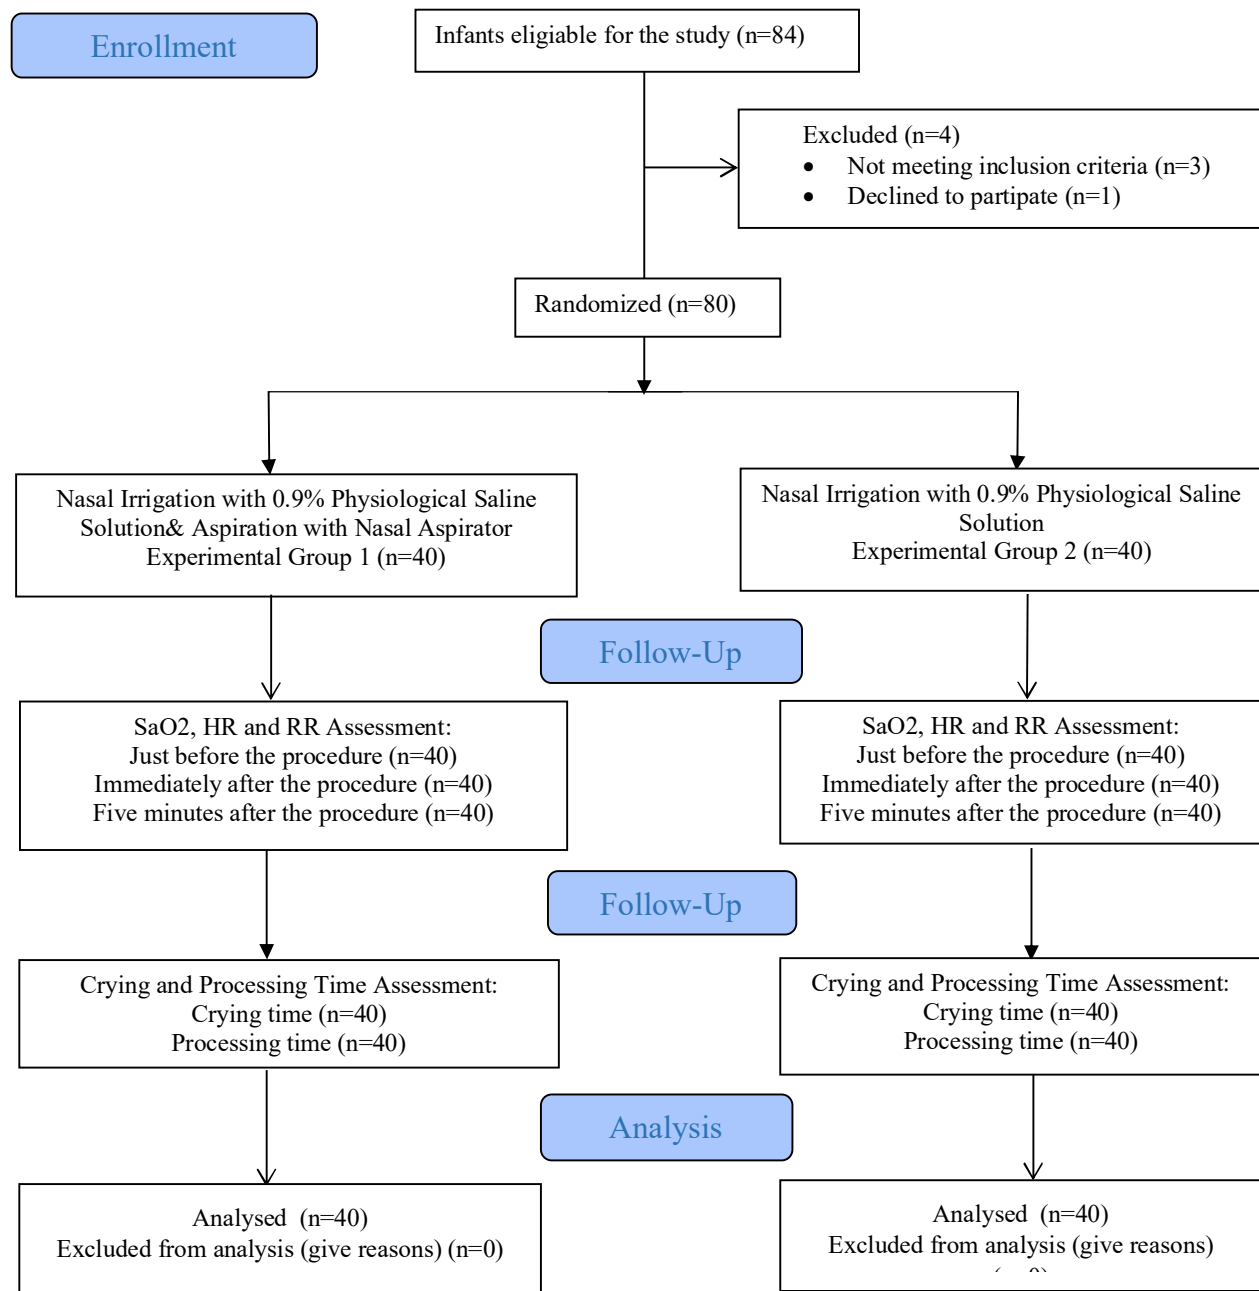 Enrollment
Infants eligiable for the study (n=84)
Excluded (n=4)
• Not meeting inclusion criteria (n=3)
• Declined to partipate (n=1)
Randomized (n=80)
Nasal Irrigation with 0.9% Physiological Saline
Solution& Aspiration with Nasal Aspirator
Experimental Group 1 (n=40)
Nasal Irrigation with 0.9% Physiological Saline
Solution
Experimental Group 2 (n=40)
Follow-Up
SaO2, HR and RR Assessment:
Just before the procedure (n=40)
Immediately after the procedure (n=40)
Five minutes after the procedure (n=40)
SaO2, HR and RR Assessment:
Just before the procedure (n=40)
Immediately after the procedure (n=40)
Five minutes after the procedure (n=40)
Follow-Up
Crying and Processing Time Assessment:
Crying time (n=40)
Processing time (n=40)
Crying and Processing Time Assessment:
Crying time (n=40)
Processing time (n=40)
Analysis
Analysed (n=40)
Excluded from analysis (give reasons) (n=0)
Analysed (n=40)
Excluded from analysis (give reasons)